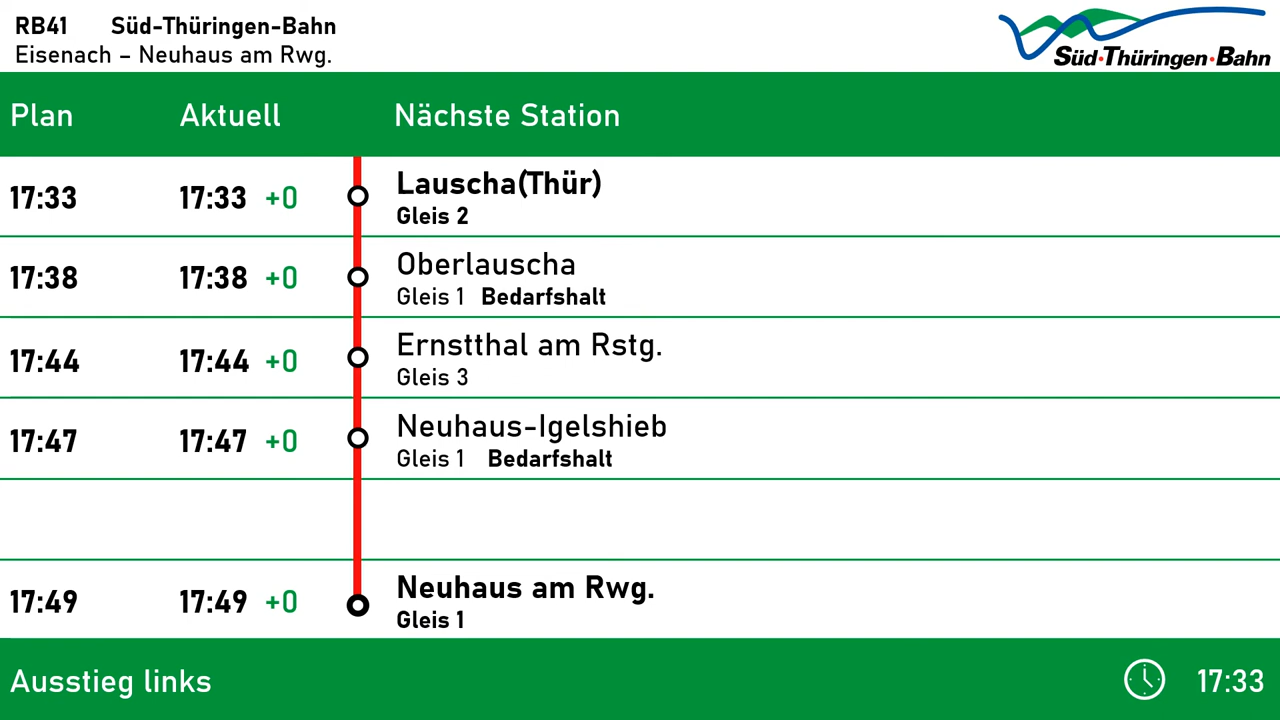 RB41 Süd-Thüringen-Bahn
Eisenach – Neuhaus am Rwg.
Süd·Thüringen·Bahn
Plan Aktuell Nächste Station
17:33 17:33 +0 Lauscha(Thür)
Gleis 2
17:38 17:38 +0 Oberlauscha
Gleis 1 Bedarfshalt
17:44 17:44 +0 Ernstthal am Rstg.
Gleis 3
17:47 17:47 +0 Neuhaus-Igelshieb
Gleis 1 Bedarfshalt
17:49 17:49 +0 Neuhaus am Rwg.
Gleis 1
Ausstieg links 17:33